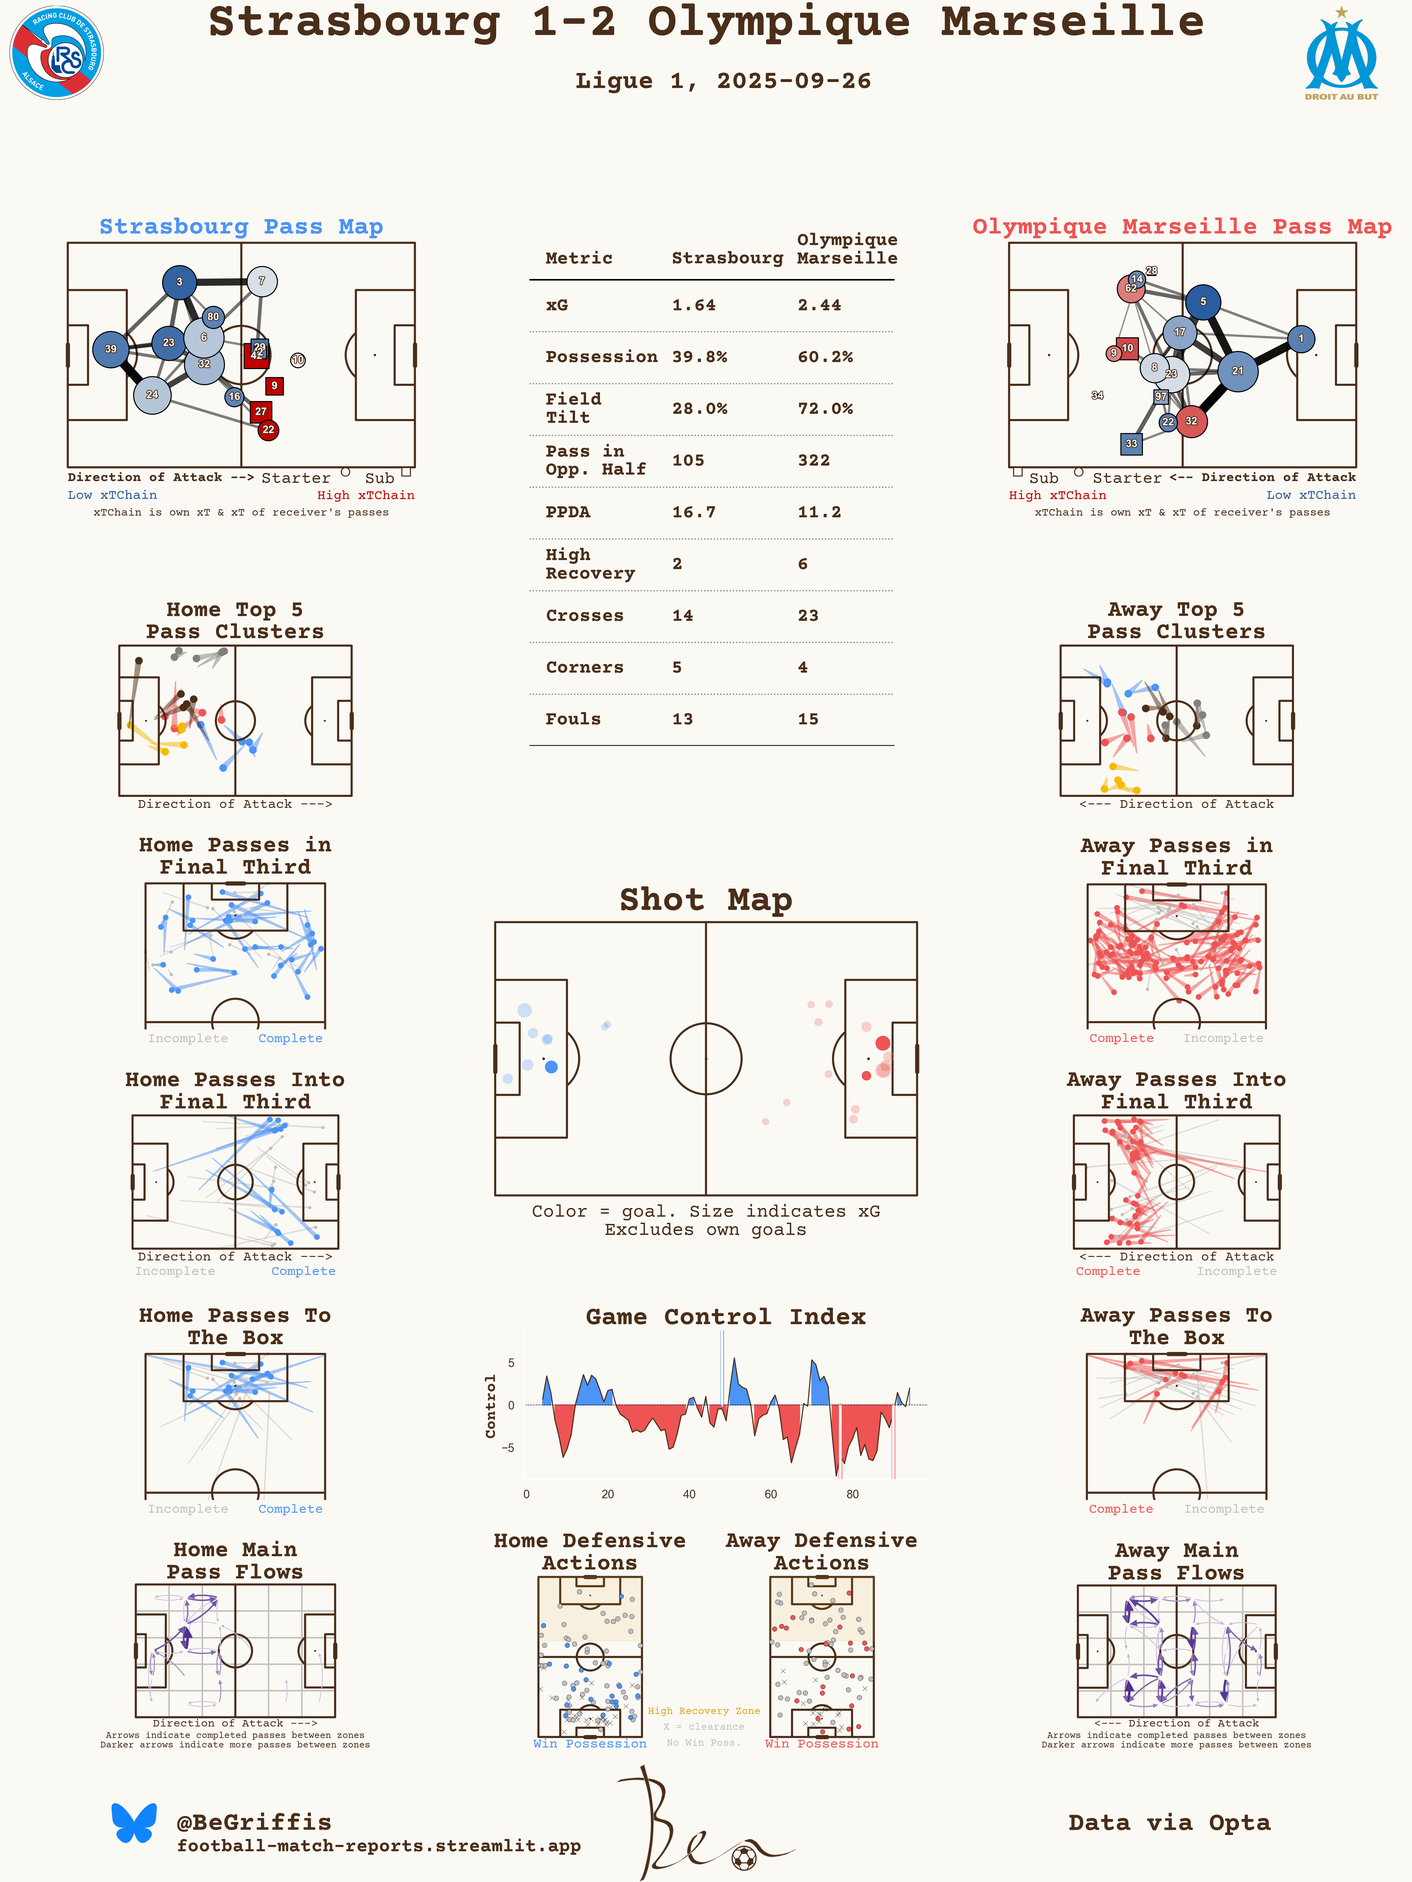 Strasbourg 1-2 Olympique Marseille
Ligue 1, 2025-09-26
RACING CLUB DE STRASBOURG
ALSACE
RCS
DROIT AU BUT
Strasbourg Pass Map
3
7
80
6
23
39
32
29
10
24
16
9
27
22
Direction of Attack --> Starter Sub
Low xTChain High xTChain
xTChain is own xT & xT of receiver's passes
Metric Strasbourg Olympique Marseille
xG 1.64 2.44
Possession 39.8% 60.2%
Field Tilt 28.0% 72.0%
Pass in Opp. Half 105 322
PPDA 16.7 11.2
High Recovery 2 6
Crosses 14 23
Corners 5 4
Fouls 13 15
Olympique Marseille Pass Map
28
14
62
5
17
1
9
10
8
23
21
34
97
22
32
33
Sub Starter <-- Direction of Attack
High xTChain Low xTChain
xTChain is own xT & xT of receiver's passes
Home Top 5
Pass Clusters
Direction of Attack --->
Away Top 5
Pass Clusters
<--- Direction of Attack
Home Passes in
Final Third
Incomplete Complete
Shot Map
Color = goal. Size indicates xG
Excludes own goals
Away Passes in
Final Third
Complete Incomplete
Home Passes Into
Final Third
Direction of Attack --->
Incomplete Complete
Away Passes Into
Final Third
<--- Direction of Attack
Complete Incomplete
Home Passes To
The Box
Incomplete Complete
Game Control Index
Control
5
0
−5
0 20 40 60 80
Away Passes To
The Box
Complete Incomplete
Home Main
Pass Flows
Direction of Attack --->
Arrows indicate completed passes between zones
Darker arrows indicate more passes between zones
Home Defensive
Actions
Win Possession
Away Defensive
Actions
Win Possession
High Recovery Zone
X = clearance
No Win Poss.
Away Main
Pass Flows
<--- Direction of Attack
Arrows indicate completed passes between zones
Darker arrows indicate more passes between zones
@BeGriffis
football-match-reports.streamlit.app
Ben
Data via Opta